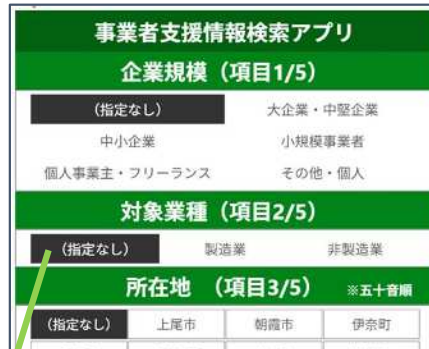 事業者支援情報検索アプリ
企業規模（項目1/5）
（指定なし） 大企業・中堅企業
中小企業 小規模事業者
個人事業主・フリーランス その他・個人
対象業種（項目2/5）
（指定なし） 製造業 非製造業
所在地 （項目3/5） ※五十音順
（指定なし） 上尾市 朝霞市 伊奈町